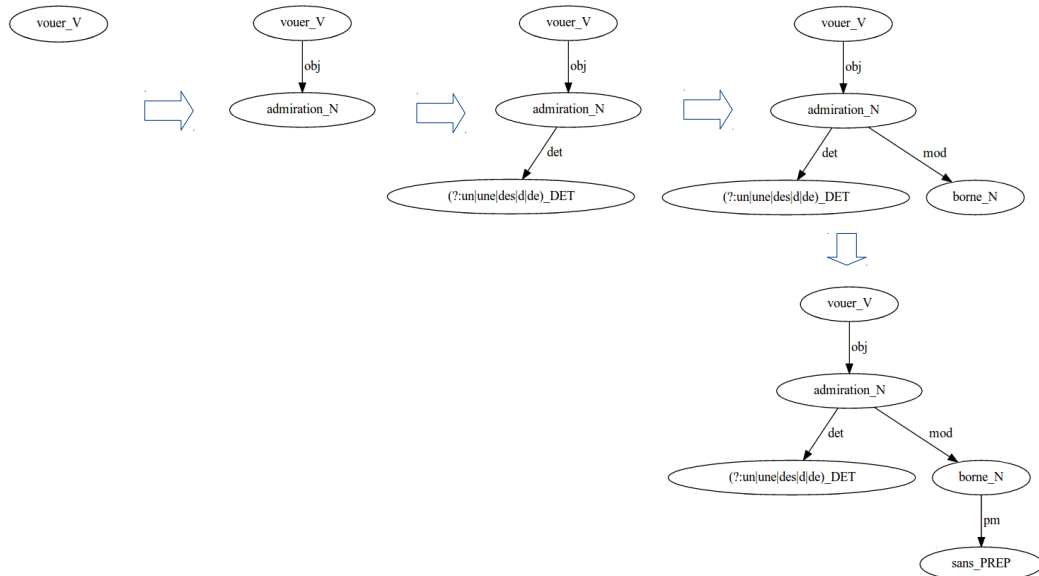 vouer_V
vouer_V
vouer_V
vouer_V
obj
obj
obj
admiration_N
admiration_N
admiration_N
det
det
mod
(?:un|une|des|d|de)_DET
(?:un|une|des|d|de)_DET
borne_N
vouer_V
obj
admiration_N
det
mod
(?:un|une|des|d|de)_DET
borne_N
pm
sans_PREP